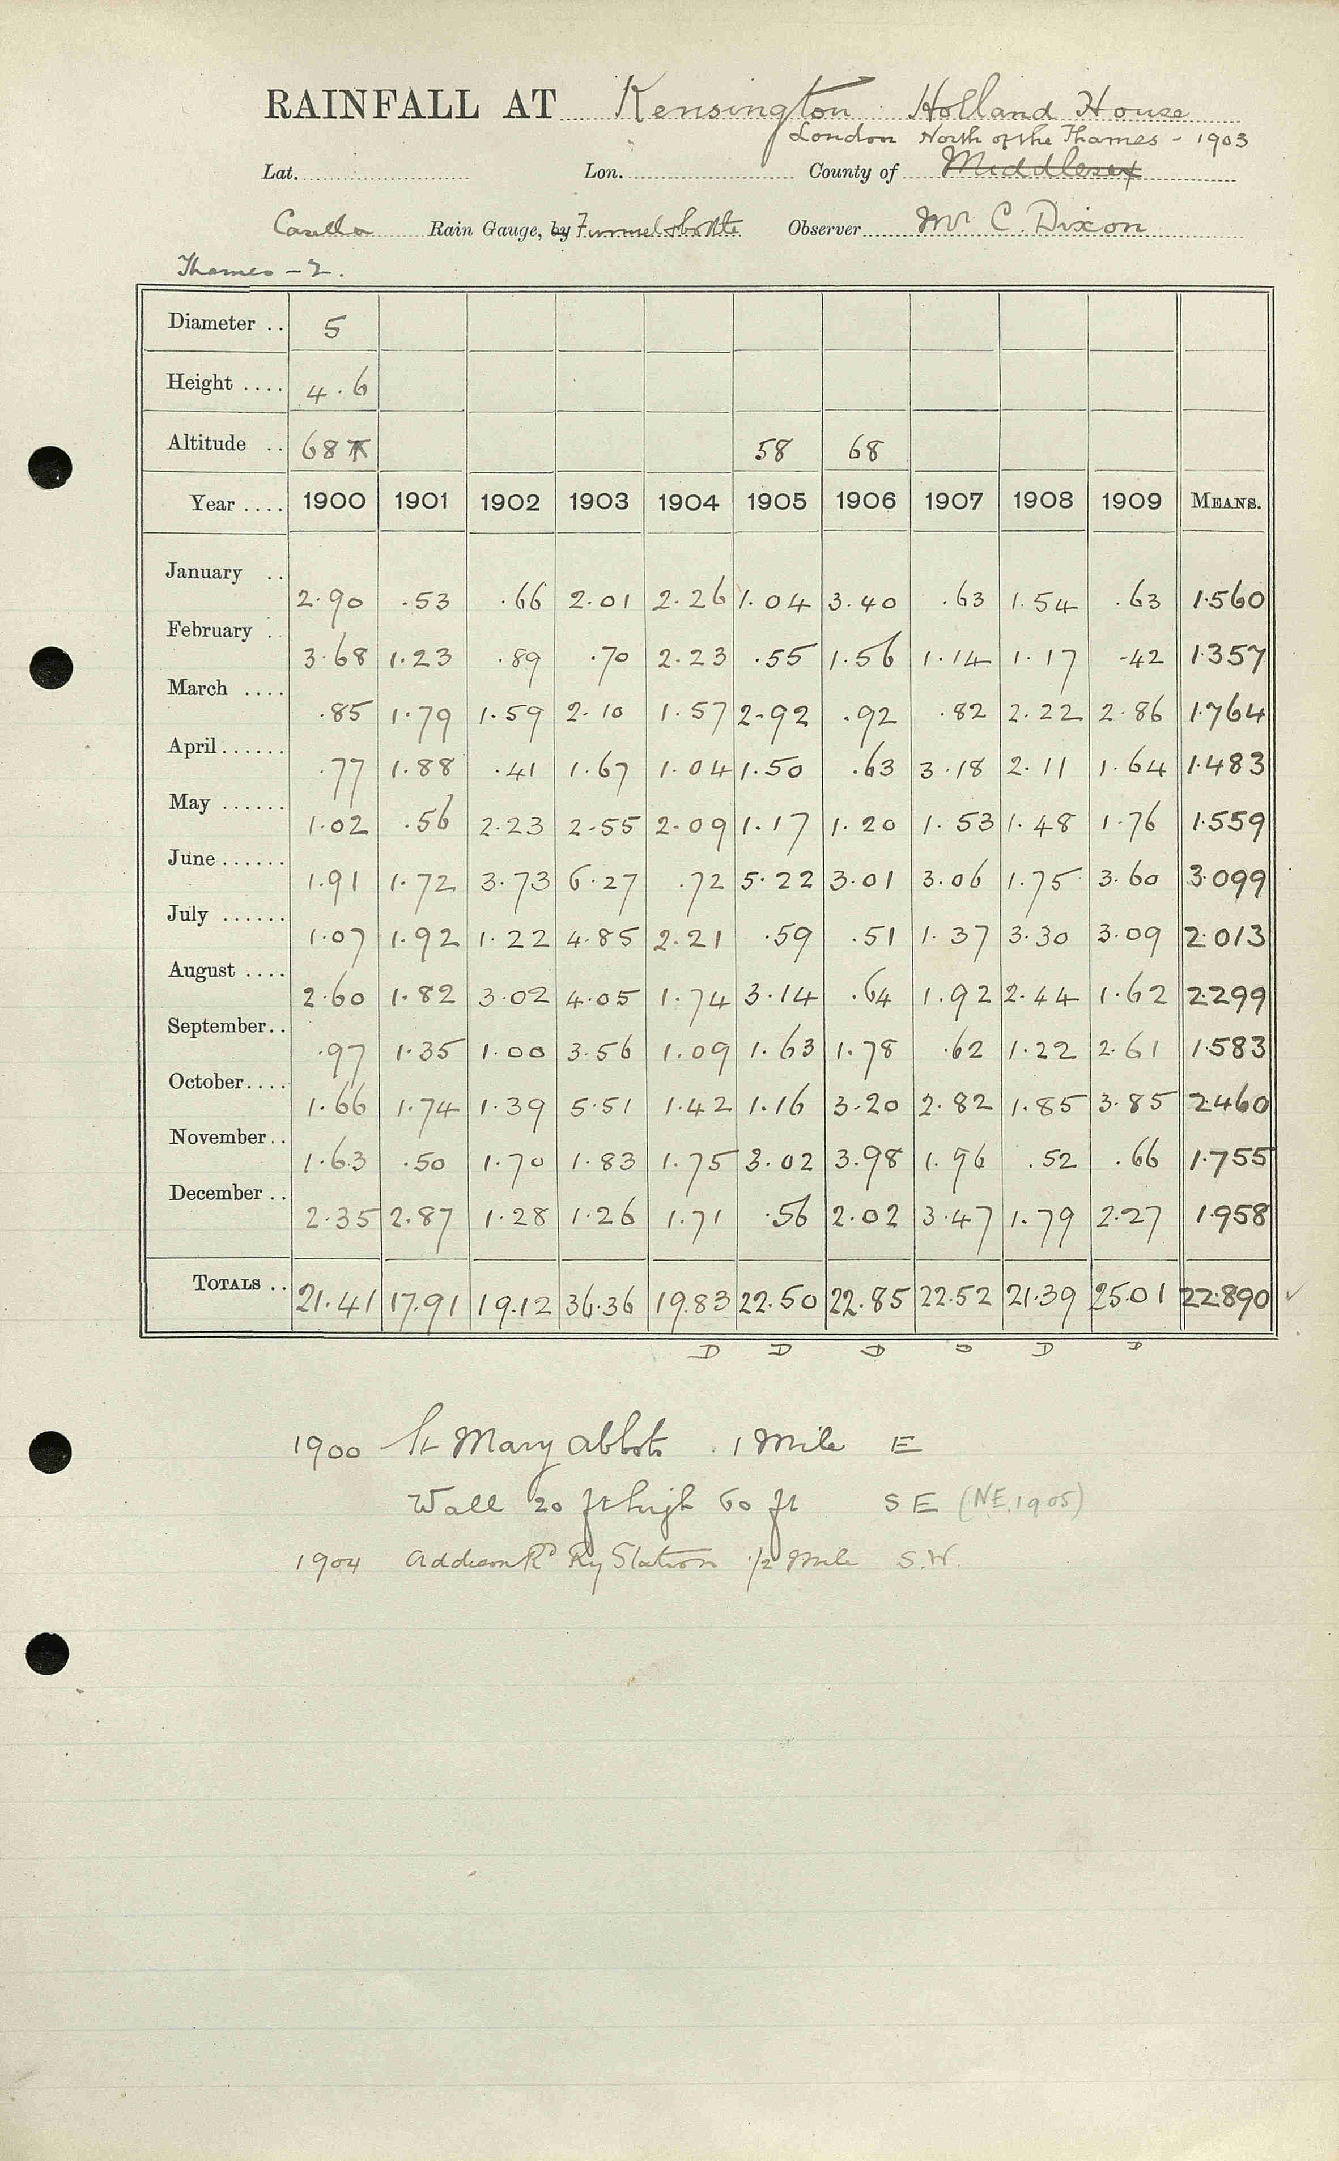 RAINFALL AT Kensington Holland House
London North of the Thames - 1903
Lat. Lon. County of Middlesex
Casella Rain Gauge, by Funnel & bottle Observer Mr C. Dixon
Thames - 2.
Diameter .. 5
Height .... 4.6
Altitude .. 68 58 68
Year .... 1900 1901 1902 1903 1904 1905 1906 1907 1908 1909 MEANS.
January .. 2.90 .53 .66 2.01 2.26 1.04 3.40 .63 1.54 .63 1.560
February . 3.68 1.23 .89 .70 2.23 .55 1.56 1.14 1.17 .42 1.357
March .... .85 1.79 1.59 2.10 1.57 2.92 .92 .82 2.22 2.86 1.764
April ...... .77 1.88 .41 1.67 1.04 1.50 .63 3.18 2.11 1.64 1.483
May ...... 1.02 .56 2.23 2.55 2.09 1.17 1.20 1.53 1.48 1.76 1.559
June ...... 1.91 1.72 3.73 6.27 .72 5.22 3.01 3.06 1.75 3.60 3.099
July ...... 1.07 1.92 1.22 4.85 2.21 .59 .51 1.37 3.30 3.09 2.013
August .... 2.60 1.82 3.02 4.05 1.74 3.14 .64 1.92 2.44 1.62 2.299
September.. .97 1.35 1.00 3.56 1.09 1.63 1.78 .62 1.22 2.61 1.583
October.... 1.66 1.74 1.39 5.51 1.42 1.16 3.20 2.82 1.85 3.85 2.460
November.. 1.63 .50 1.70 1.83 1.75 3.02 3.98 1.96 .52 .66 1.755
December .. 2.35 2.87 1.28 1.26 1.71 .56 2.02 3.47 1.79 2.27 1.958
TOTALS .. 21.41 17.91 19.12 36.36 19.83 22.50 22.85 22.52 21.39 25.01 22.890
D D D D D D
1900 St Mary Abbots . 1 Mile E
Wall 20 ft high 60 ft S E (NE. 1905)
1904 Addison Rd Ry Station 1/2 Mile S.W.